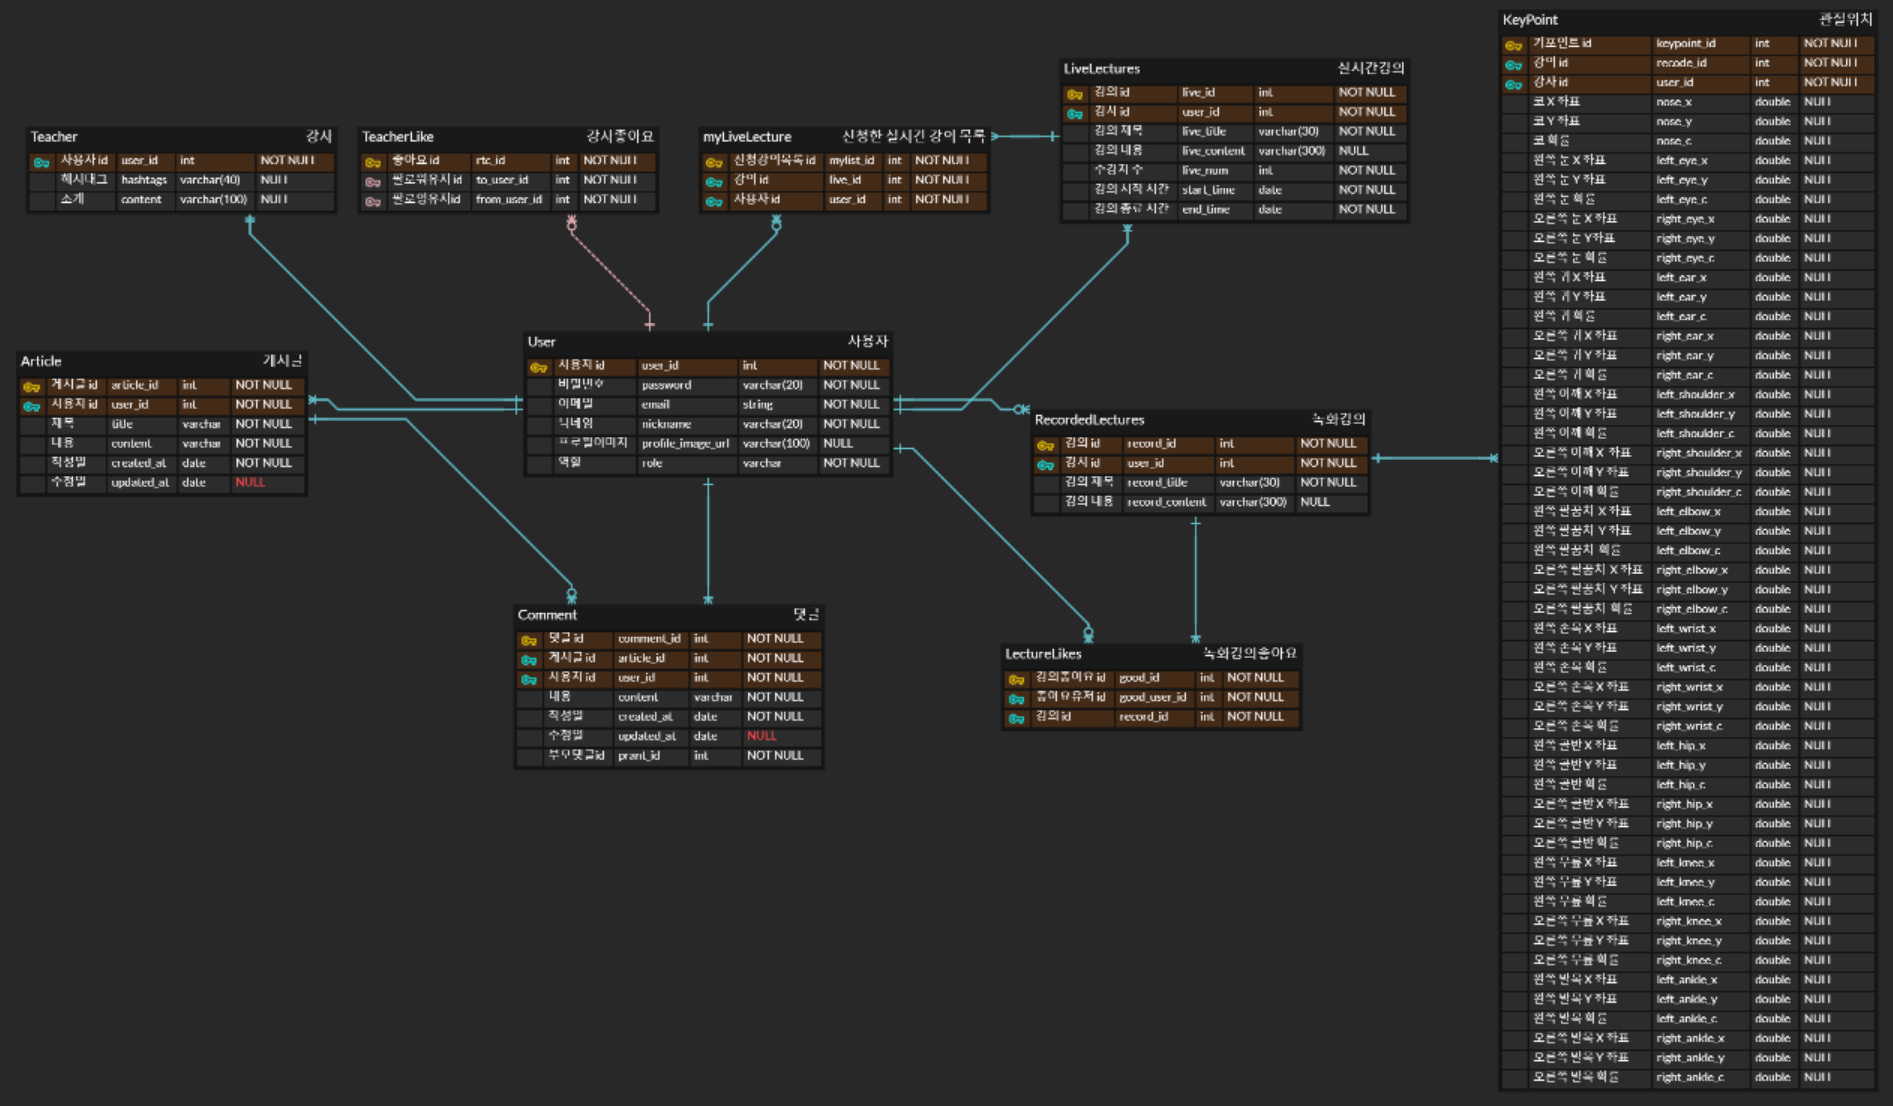 Teacher 강사
사용자 id user_id int NOT NULL
해시태그 hashtags varchar(40) NULL
소개 content varchar(100) NULL
TeacherLike 강사좋아요
좋아요 id rtc_id int NOT NULL
팔로워유저 id to_user_id int NOT NULL
팔로잉유저id from_user_id int NOT NULL
myLiveLecture 신청한 실시간 강의 목록
신청강의목록 id mylist_id int NOT NULL
강의 id live_id int NOT NULL
사용자 id user_id int NOT NULL
LiveLectures 실시간강의
강의 id live_id int NOT NULL
강사 id user_id int NOT NULL
강의 제목 live_title varchar(30) NOT NULL
강의 내용 live_content varchar(300) NULL
수강자 수 live_num int NOT NULL
강의 시작 시간 start_time date NOT NULL
강의 종료 시간 end_time date NOT NULL
Article 게시글
게시글 id article_id int NOT NULL
사용자 id user_id int NOT NULL
제목 title varchar NOT NULL
내용 content varchar NOT NULL
작성일 created_at date NOT NULL
수정일 updated_at date NULL
User 사용자
사용자 id user_id int NOT NULL
비밀번호 password varchar(20) NOT NULL
이메일 email string NOT NULL
닉네임 nickname varchar(20) NOT NULL
프로필이미지 profile_image_url varchar(100) NULL
역할 role varchar NOT NULL
RecordedLectures 녹화강의
강의 id record_id int NOT NULL
강사 id user_id int NOT NULL
강의 제목 record_title varchar(30) NOT NULL
강의 내용 record_content varchar(300) NULL
Comment 댓글
댓글 id comment_id int NOT NULL
게시글 id article_id int NOT NULL
사용자 id user_id int NOT NULL
내용 content varchar NOT NULL
작성일 created_at date NOT NULL
수정일 updated_at date NULL
부모댓글id prant_id int NOT NULL
LectureLikes 녹화강의좋아요
강의좋아요 id good_id int NOT NULL
좋아요유저 id good_user_id int NOT NULL
강의 id record_id int NOT NULL
KeyPoint 관절위치
키포인트 id keypoint_id int NOT NULL
강의 id recode_id int NOT NULL
강사 id user_id int NOT NULL
코 X 좌표 nose_x double NULL
코 Y 좌표 nose_y double NULL
코 확률 nose_c double NULL
왼쪽 눈 X 좌표 left_eye_x double NULL
왼쪽 눈 Y 좌표 left_eye_y double NULL
왼쪽 눈 확률 left_eye_c double NULL
오른쪽 눈 X 좌표 right_eye_x double NULL
오른쪽 눈 Y좌표 right_eye_y double NULL
오른쪽 눈 확률 right_eye_c double NULL
왼쪽 귀 X 좌표 left_ear_x double NULL
왼쪽 귀 Y 좌표 left_ear_y double NULL
왼쪽 귀 확률 left_ear_c double NULL
오른쪽 귀 X 좌표 right_ear_x double NULL
오른쪽 귀 Y 좌표 right_ear_y double NULL
오른쪽 귀 확률 right_ear_c double NULL
왼쪽 어깨 X 좌표 left_shoulder_x double NULL
왼쪽 어깨 Y 좌표 left_shoulder_y double NULL
왼쪽 어깨 확률 left_shoulder_c double NULL
오른쪽 어깨 X 좌표 right_shoulder_x double NULL
오른쪽 어깨 Y 좌표 right_shoulder_y double NULL
오른쪽 어깨 확률 right_shoulder_c double NULL
왼쪽 팔꿈치 X 좌표 left_elbow_x double NULL
왼쪽 팔꿈치 Y 좌표 left_elbow_y double NULL
왼쪽 팔꿈치 확률 left_elbow_c double NULL
오른쪽 팔꿈치 X 좌표 right_elbow_x double NULL
오른쪽 팔꿈치 Y 좌표 right_elbow_y double NULL
오른쪽 팔꿈치 확률 right_elbow_c double NULL
왼쪽 손목 X 좌표 left_wrist_x double NULL
왼쪽 손목 Y 좌표 left_wrist_y double NULL
왼쪽 손목 확률 left_wrist_c double NULL
오른쪽 손목 X 좌표 right_wrist_x double NULL
오른쪽 손목 Y 좌표 right_wrist_y double NULL
오른쪽 손목 확률 right_wrist_c double NULL
왼쪽 골반 X 좌표 left_hip_x double NULL
왼쪽 골반 Y 좌표 left_hip_y double NULL
왼쪽 골반 확률 left_hip_c double NULL
오른쪽 골반 X 좌표 right_hip_x double NULL
오른쪽 골반 Y 좌표 right_hip_y double NULL
오른쪽 골반 확률 right_hip_c double NULL
왼쪽 무릎 X 좌표 left_knee_x double NULL
왼쪽 무릎 Y 좌표 left_knee_y double NULL
왼쪽 무릎 확률 left_knee_c double NULL
오른쪽 무릎 X 좌표 right_knee_x double NULL
오른쪽 무릎 Y 좌표 right_knee_y double NULL
오른쪽 무릎 확률 right_knee_c double NULL
왼쪽 발목 X 좌표 left_ankle_x double NULL
왼쪽 발목 Y 좌표 left_ankle_y double NULL
왼쪽 발목 확률 left_ankle_c double NULL
오른쪽 발목 X 좌표 right_ankle_x double NULL
오른쪽 발목 Y 좌표 right_ankle_y double NULL
오른쪽 발목 확률 right_ankle_c double NULL